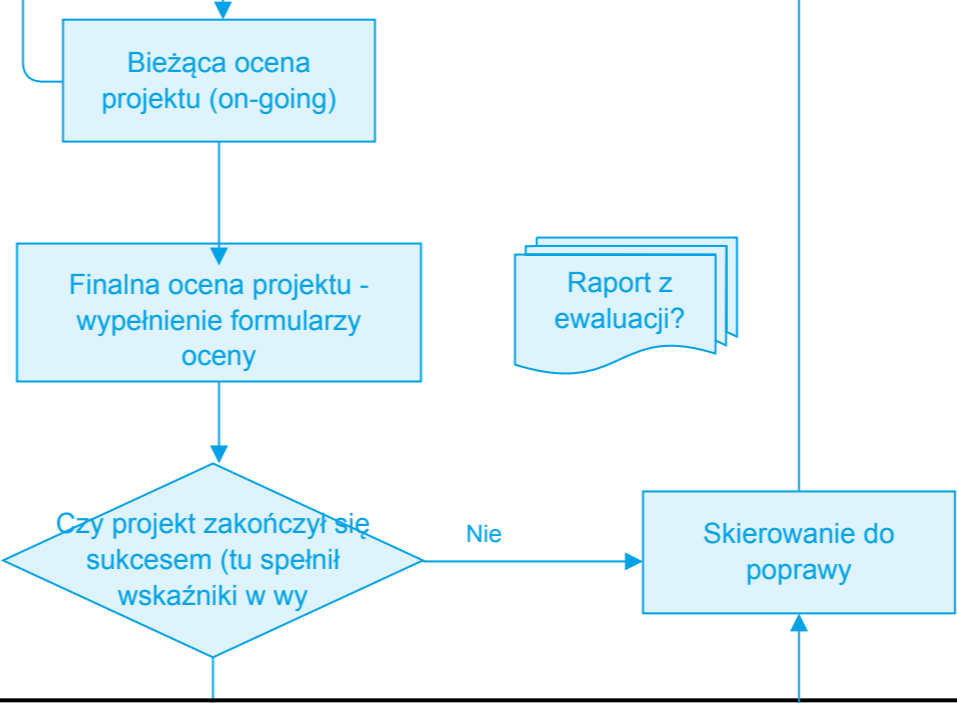 Bieżąca ocena
projektu (on-going)
Finalna ocena projektu -
wypełnienie formularzy
oceny
Raport z
ewaluacji?
Czy projekt zakończył się
sukcesem (tu spełnił
wskaźniki w wy
Nie
Skierowanie do
poprawy